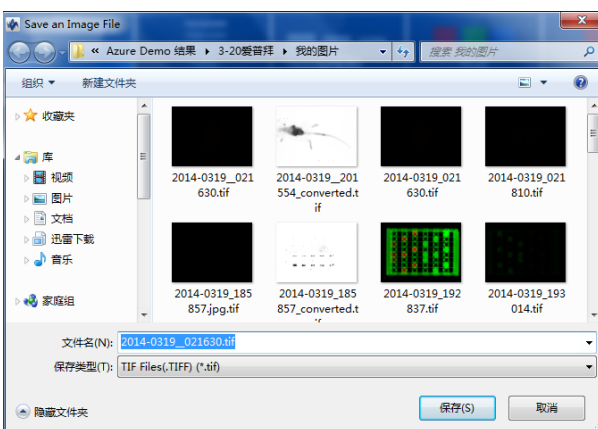 Save an Image File
« Azure Demo 结果 ▸ 3-20爱普拜 ▸ 我的图片
搜索 我的图片
组织 ▼ 新建文件夹
收藏夹
库
视频
图片
文档
迅雷下载
音乐
家庭组
2014-0319__021
630.tif
2014-0319__201
554_converted.t
if
2014-0319_021
630.tif
2014-0319_021
810.tif
2014-0319_185
857.jpg.tif
2014-0319_185
857_converted.t
2014-0319_192
837.tif
2014-0319_193
014.tif
文件名(N): 2014-0319__021630.tif
保存类型(T): TIF Files(.TIFF) (*.tif)
隐藏文件夹
保存(S)
取消